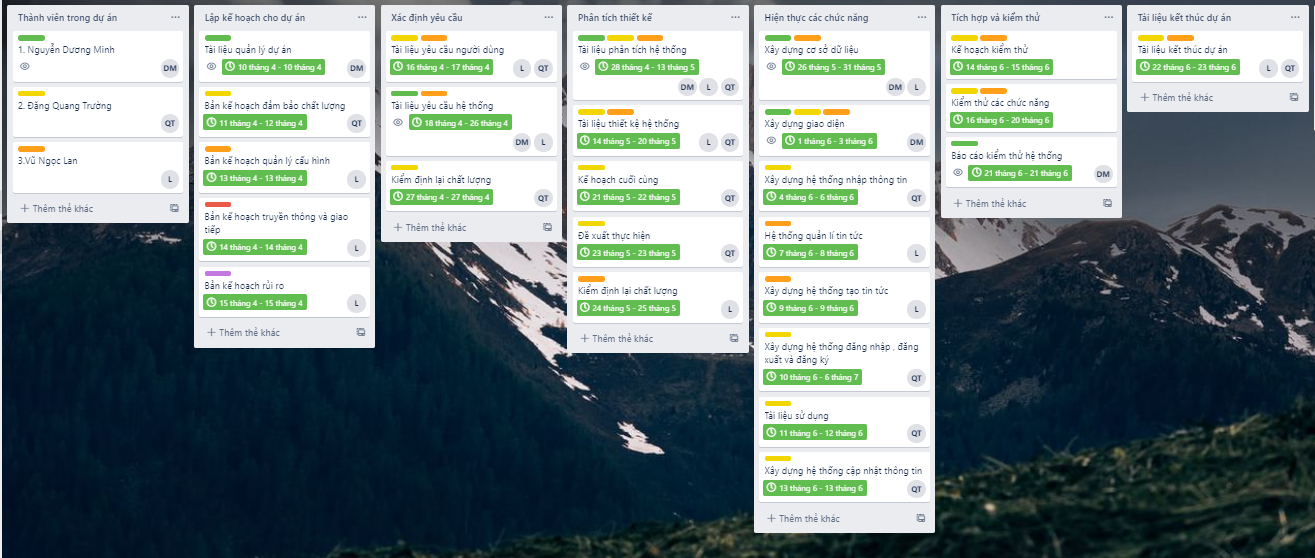 Thành viên trong dự án
1. Nguyễn Dương Minh
DM
2. Đặng Quang Trường
QT
3.Vũ Ngọc Lan
L
Thêm thẻ khác
Lập kế hoạch cho dự án
Tài liệu quản lý dự án
10 tháng 4 - 10 tháng 4
DM
Bản kế hoạch đảm bảo chất lượng
11 tháng 4 - 12 tháng 4
QT
Bản kế hoạch quản lý cấu hình
13 tháng 4 - 13 tháng 4
L
Bản kế hoạch truyền thông và giao
tiếp
14 tháng 4 - 14 tháng 4
L
Bản kế hoạch rủi ro
15 tháng 4 - 15 tháng 4
L
Thêm thẻ khác
Xác định yêu cầu
Tài liệu yêu cầu người dùng
16 tháng 4 - 17 tháng 4
L QT
Tài liệu yêu cầu hệ thống
18 tháng 4 - 26 tháng 4
DM L
Kiểm định lại chất lượng
27 tháng 4 - 27 tháng 4
QT
Thêm thẻ khác
Phân tích thiết kế
Tài liệu phân tích hệ thống
28 tháng 4 - 13 tháng 5
DM L QT
Tài liệu thiết kệ hệ thống
14 tháng 5 - 20 tháng 5
L QT
Kế hoạch cuối cùng
21 tháng 5 - 22 tháng 5
QT
Đề xuất thực hiện
23 tháng 5 - 23 tháng 5
QT
Kiểm định lại chất lượng
24 tháng 5 - 25 tháng 5
L
Thêm thẻ khác
Hiện thực các chức năng
Xây dựng cơ sở dữ liệu
26 tháng 5 - 31 tháng 5
DM L
Xây dựng giao diện
1 tháng 6 - 3 tháng 6
DM
Xây dựng hệ thống nhập thông tin
4 tháng 6 - 6 tháng 6
QT
Hệ thống quản lí tin tức
7 tháng 6 - 8 tháng 6
L
Xây dựng hệ thống tạo tin tức
9 tháng 6 - 9 tháng 6
L
Xây dựng hệ thống đăng nhập , đăng
xuất và đăng ký
10 tháng 6 - 6 tháng 7
QT
Tài liệu sử dụng
11 tháng 6 - 12 tháng 6
QT
Xây dựng hệ thống cập nhật thông tin
13 tháng 6 - 13 tháng 6
QT
Thêm thẻ khác
Tích hợp và kiểm thử
Kế hoạch kiểm thử
14 tháng 6 - 15 tháng 6
Kiểm thử các chức năng
16 tháng 6 - 20 tháng 6
Báo cáo kiểm thử hệ thống
21 tháng 6 - 21 tháng 6
DM
Thêm thẻ khác
Tài liệu kết thúc dự án
Tài liệu kết thúc dự án
22 tháng 6 - 23 tháng 6
L QT
Thêm thẻ khác